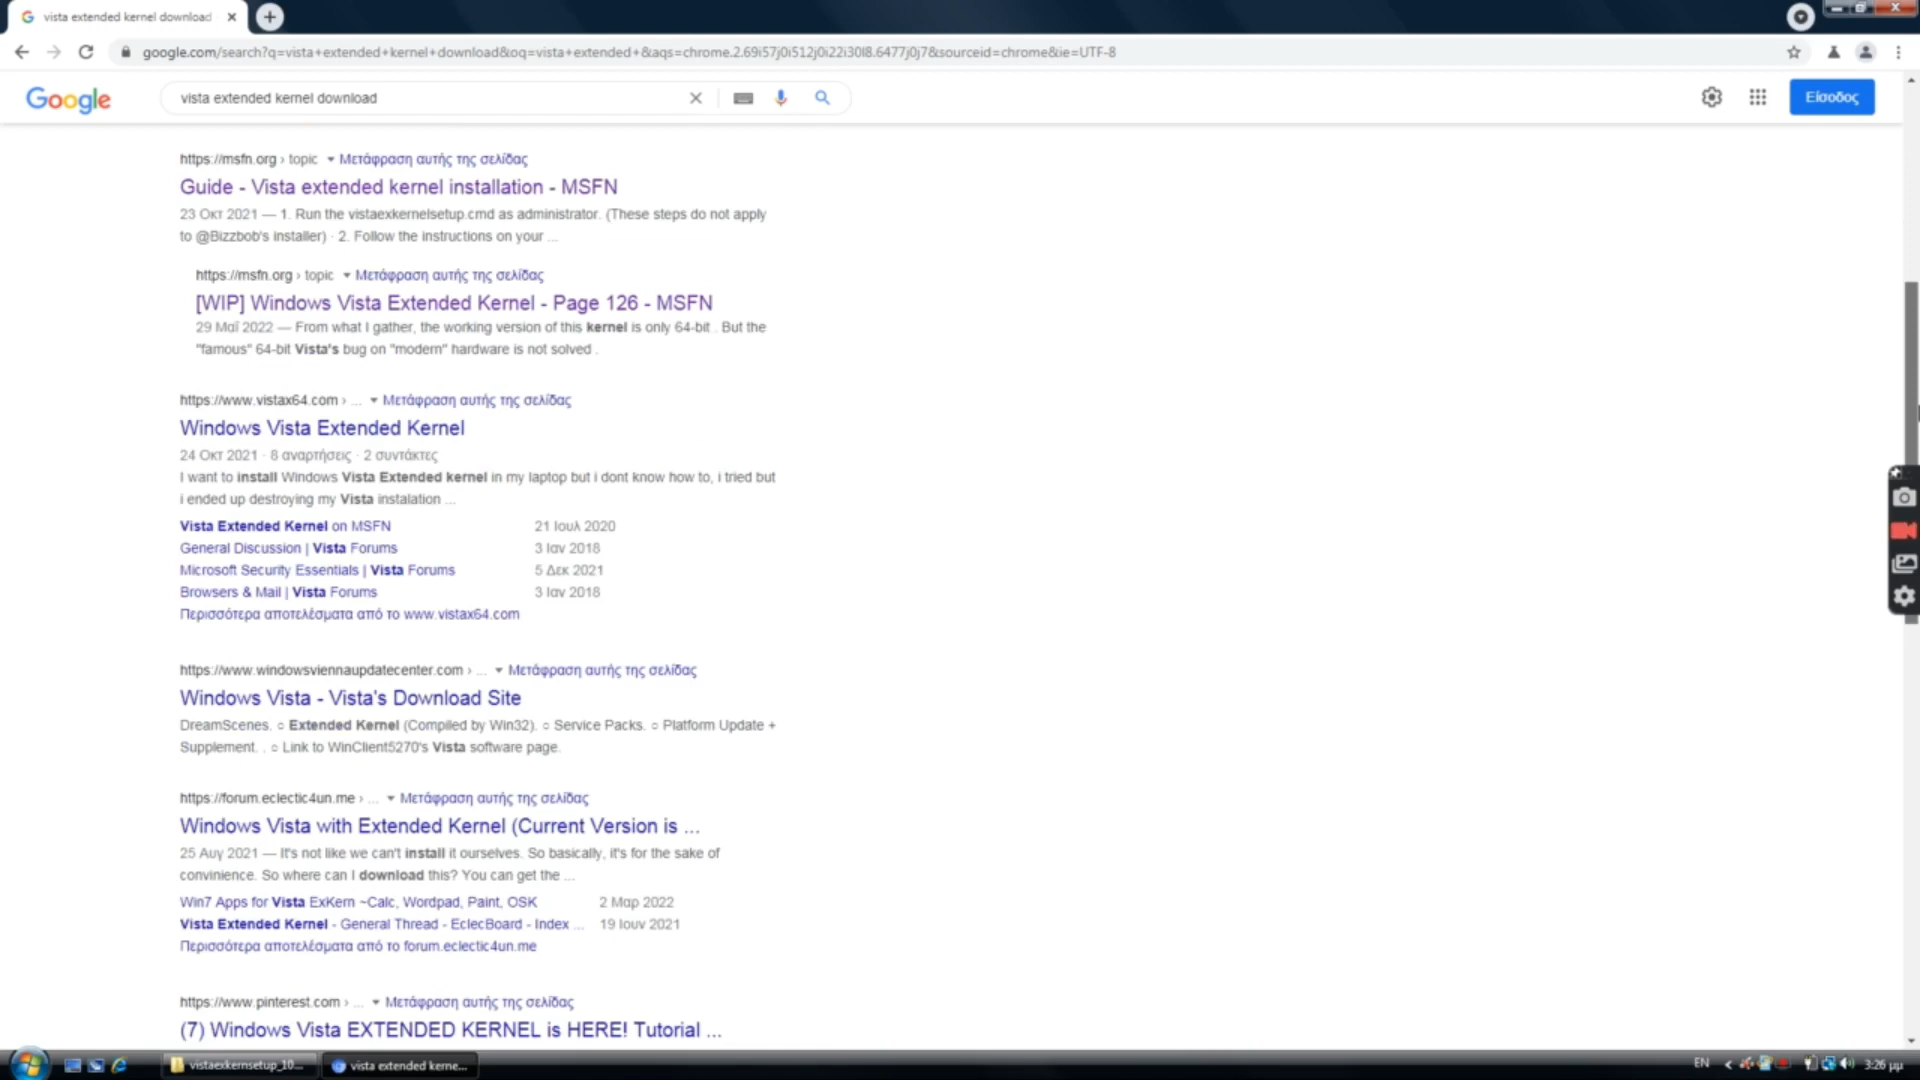 vista extended kernel download
google.com/search?q=vista+extended+kernel+download&oq=vista+extended+&aqs=chrome.2.69i57j0i512j0i22i30l8.6477j0j7&sourceid=chrome&ie=UTF-8
Google
vista extended kernel download
Είσοδος
https://msfn.org › topic ▾ Μετάφραση αυτής της σελίδας
Guide - Vista extended kernel installation - MSFN
23 Οκτ 2021 — 1. Run the vistaexkernelsetup.cmd as administrator. (These steps do not apply
to @Bizzbob's installer) · 2. Follow the instructions on your ...
https://msfn.org › topic ▾ Μετάφραση αυτής της σελίδας
[WIP] Windows Vista Extended Kernel - Page 126 - MSFN
29 Μαΐ 2022 — From what I gather, the working version of this kernel is only 64-bit . But the
"famous" 64-bit Vista's bug on "modern" hardware is not solved .
https://www.vistax64.com › ... ▾ Μετάφραση αυτής της σελίδας
Windows Vista Extended Kernel
24 Οκτ 2021 · 8 αναρτήσεις · 2 συντάκτες
I want to install Windows Vista Extended kernel in my laptop but i dont know how to, i tried but
i ended up destroying my Vista instalation ...
Vista Extended Kernel on MSFN 21 Ιουλ 2020
General Discussion | Vista Forums 3 Ιαν 2018
Microsoft Security Essentials | Vista Forums 5 Δεκ 2021
Browsers & Mail | Vista Forums 3 Ιαν 2018
Περισσότερα αποτελέσματα από το www.vistax64.com
https://www.windowsviennaupdatecenter.com › ... ▾ Μετάφραση αυτής της σελίδας
Windows Vista - Vista's Download Site
DreamScenes. ○ Extended Kernel (Compiled by Win32). ○ Service Packs. ○ Platform Update +
Supplement. . ○ Link to WinClient5270's Vista software page.
https://forum.eclectic4un.me › ... ▾ Μετάφραση αυτής της σελίδας
Windows Vista with Extended Kernel (Current Version is ...
25 Αυγ 2021 — It's not like we can't install it ourselves. So basically, it's for the sake of
convinience. So where can I download this? You can get the ...
Win7 Apps for Vista ExKern ~Calc, Wordpad, Paint, OSK 2 Μαρ 2022
Vista Extended Kernel - General Thread - EclecBoard - Index ... 19 Ιουν 2021
Περισσότερα αποτελέσματα από το forum.eclectic4un.me
https://www.pinterest.com › ... ▾ Μετάφραση αυτής της σελίδας
(7) Windows Vista EXTENDED KERNEL is HERE! Tutorial ...
vistaexkernsetup_10...
vista extended kerne...
EN
3:26 μμ